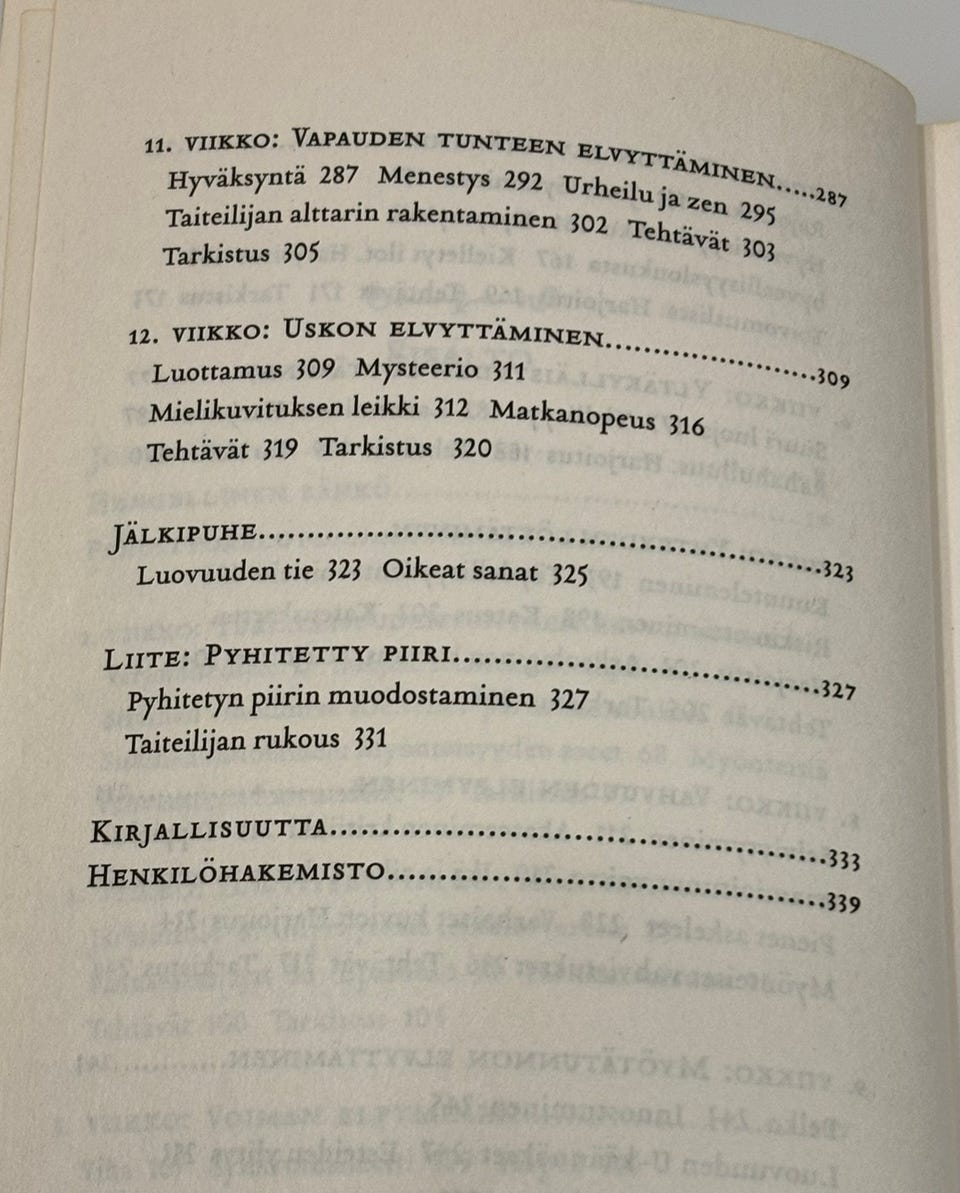 11. VIIKKO: VAPAUDEN TUNTEEN ELVYTTÄMINEN.....287
Hyväksyntä 287 Menestys 292 Urheilu ja zen 295
Taiteilijan alttarin rakentaminen 302 Tehtävät 303
Tarkistus 305
12. VIIKKO: USKON ELVYTTÄMINEN..............................309
Luottamus 309 Mysteerio 311
Mielikuvituksen leikki 312 Matkanopeus 316
Tehtävät 319 Tarkistus 320
JÄLKIPUHE..................................................................323
Luovuuden tie 323 Oikeat sanat 325
LIITE: PYHITETTY PIIRI...............................................327
Pyhitetyn piirin muodostaminen 327
Taiteilijan rukous 331
KIRJALLISUUTTA...........................................................333
HENKILÖHAKEMISTO....................................................339